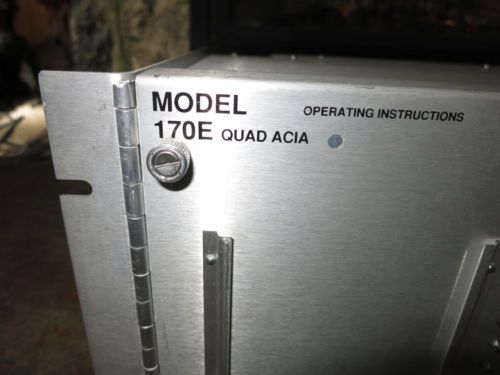 MODEL
170E QUAD ACIA
OPERATING INSTRUCTIONS